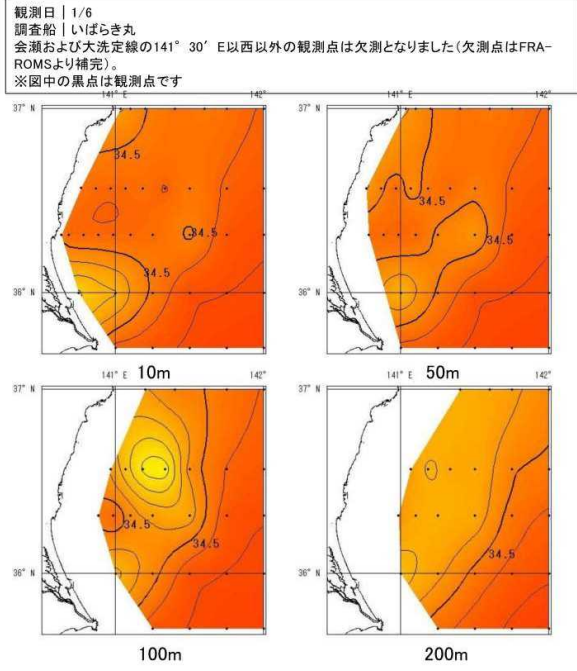 観測日｜1/6
調査船｜いばらき丸
会瀬および大洗定線の141° 30′ E以西以外の観測点は欠測となりました(欠測点はFRA-
ROMSより補完)。
※図中の黒点は観測点です
141° E 142°
141° E 142°
37° N
37° N
34.5
34.5
34.5
34.5
34.5
36° N
36° N
10m
50m
141° E 142°
141° E 142°
37° N
37° N
34.5
34.5
34.5
36° N
36° N
100m
200m